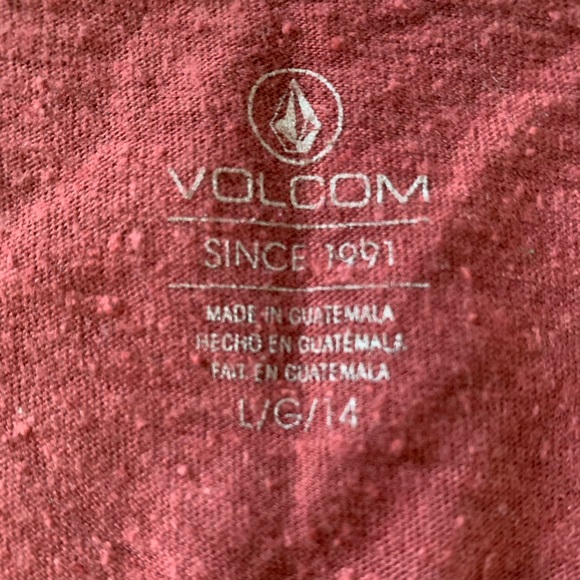 VOLCOM
SINCE 1991
MADE IN GUATEMALA
HECHO EN GUATEMALA
FAIT EN GUATEMALA
L/G/14